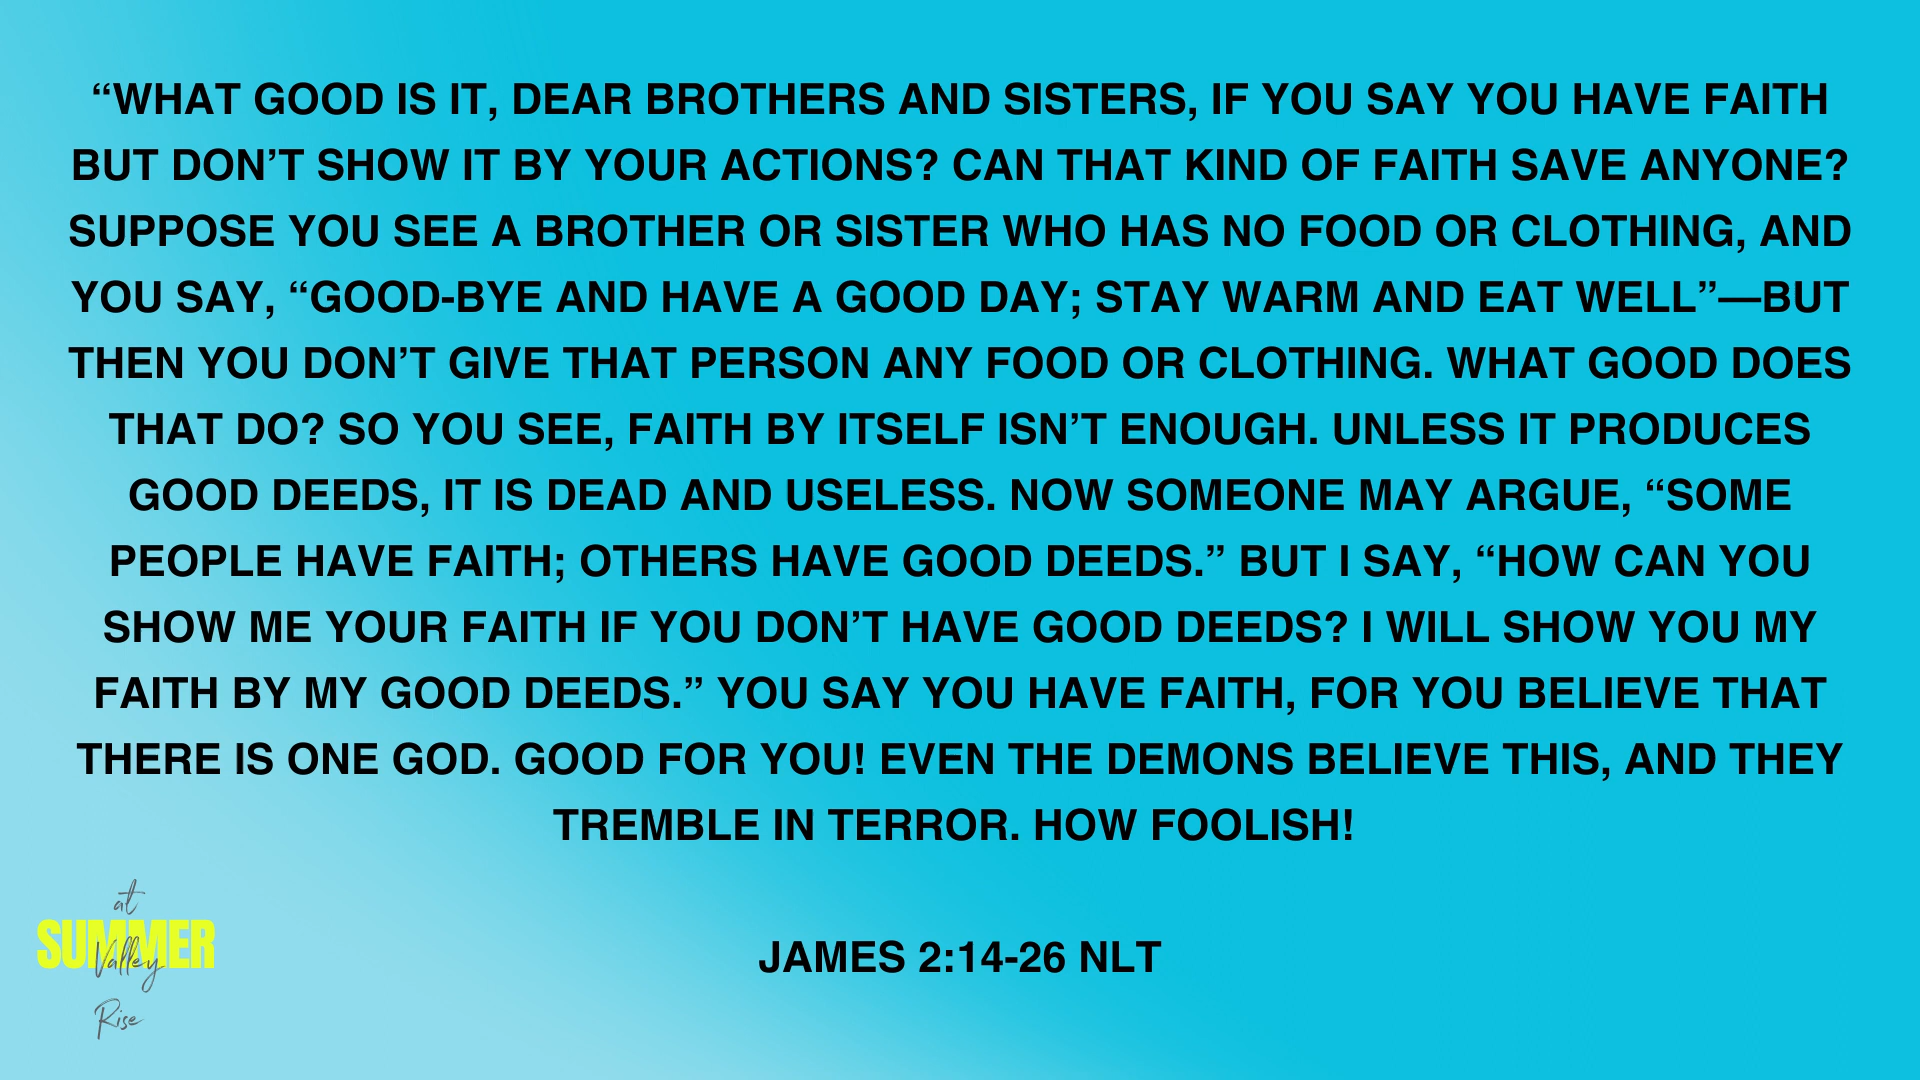 “WHAT GOOD IS IT, DEAR BROTHERS AND SISTERS, IF YOU SAY YOU HAVE FAITH
BUT DON’T SHOW IT BY YOUR ACTIONS? CAN THAT KIND OF FAITH SAVE ANYONE?
SUPPOSE YOU SEE A BROTHER OR SISTER WHO HAS NO FOOD OR CLOTHING, AND
YOU SAY, “GOOD-BYE AND HAVE A GOOD DAY; STAY WARM AND EAT WELL”—BUT
THEN YOU DON’T GIVE THAT PERSON ANY FOOD OR CLOTHING. WHAT GOOD DOES
THAT DO? SO YOU SEE, FAITH BY ITSELF ISN’T ENOUGH. UNLESS IT PRODUCES
GOOD DEEDS, IT IS DEAD AND USELESS. NOW SOMEONE MAY ARGUE, “SOME
PEOPLE HAVE FAITH; OTHERS HAVE GOOD DEEDS.” BUT I SAY, “HOW CAN YOU
SHOW ME YOUR FAITH IF YOU DON’T HAVE GOOD DEEDS? I WILL SHOW YOU MY
FAITH BY MY GOOD DEEDS.” YOU SAY YOU HAVE FAITH, FOR YOU BELIEVE THAT
THERE IS ONE GOD. GOOD FOR YOU! EVEN THE DEMONS BELIEVE THIS, AND THEY
TREMBLE IN TERROR. HOW FOOLISH!
JAMES 2:14-26 NLT
at
SUMMER
Valley
Rise